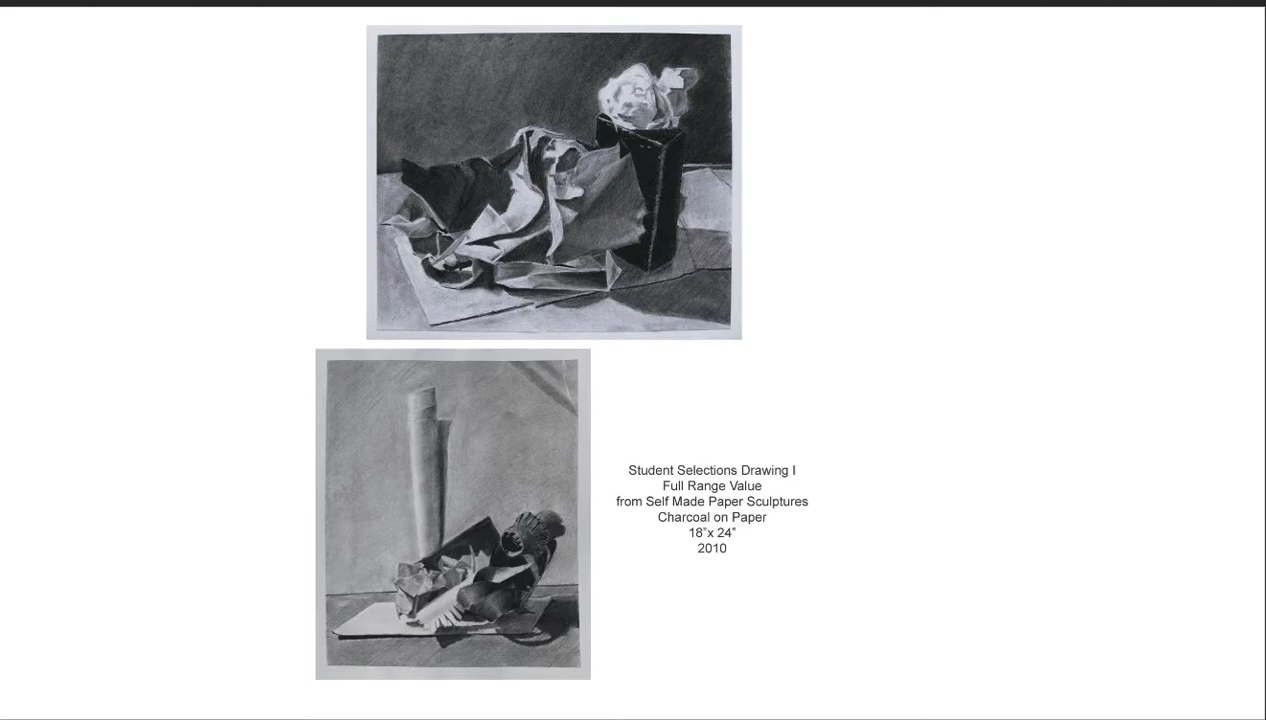 Student Selections Drawing I
Full Range Value
from Self Made Paper Sculptures
Charcoal on Paper
18”x 24”
2010